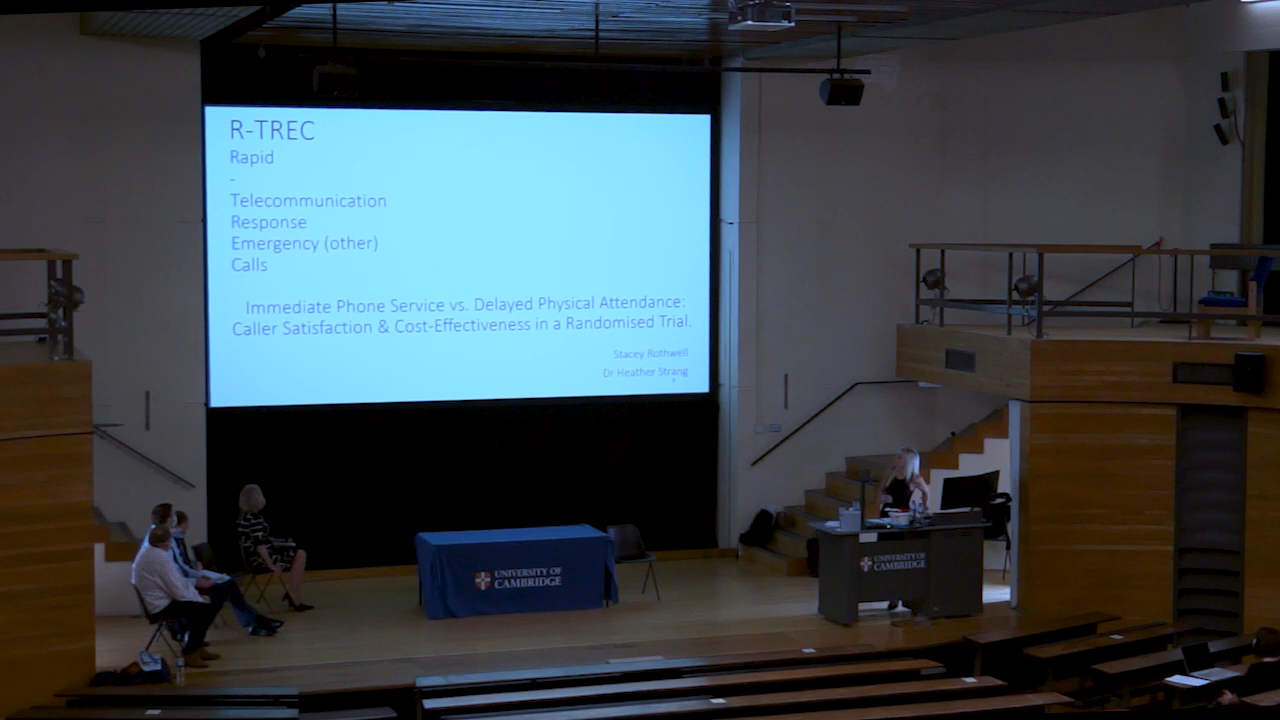 R-TREC
Rapid
-
Telecommunication
Response
Emergency (other)
Calls
Immediate Phone Service vs. Delayed Physical Attendance:
Caller Satisfaction & Cost-Effectiveness in a Randomised Trial.
Stacey Rothwell
Dr Heather Strang
UNIVERSITY OF
CAMBRIDGE
UNIVERSITY OF
CAMBRIDGE